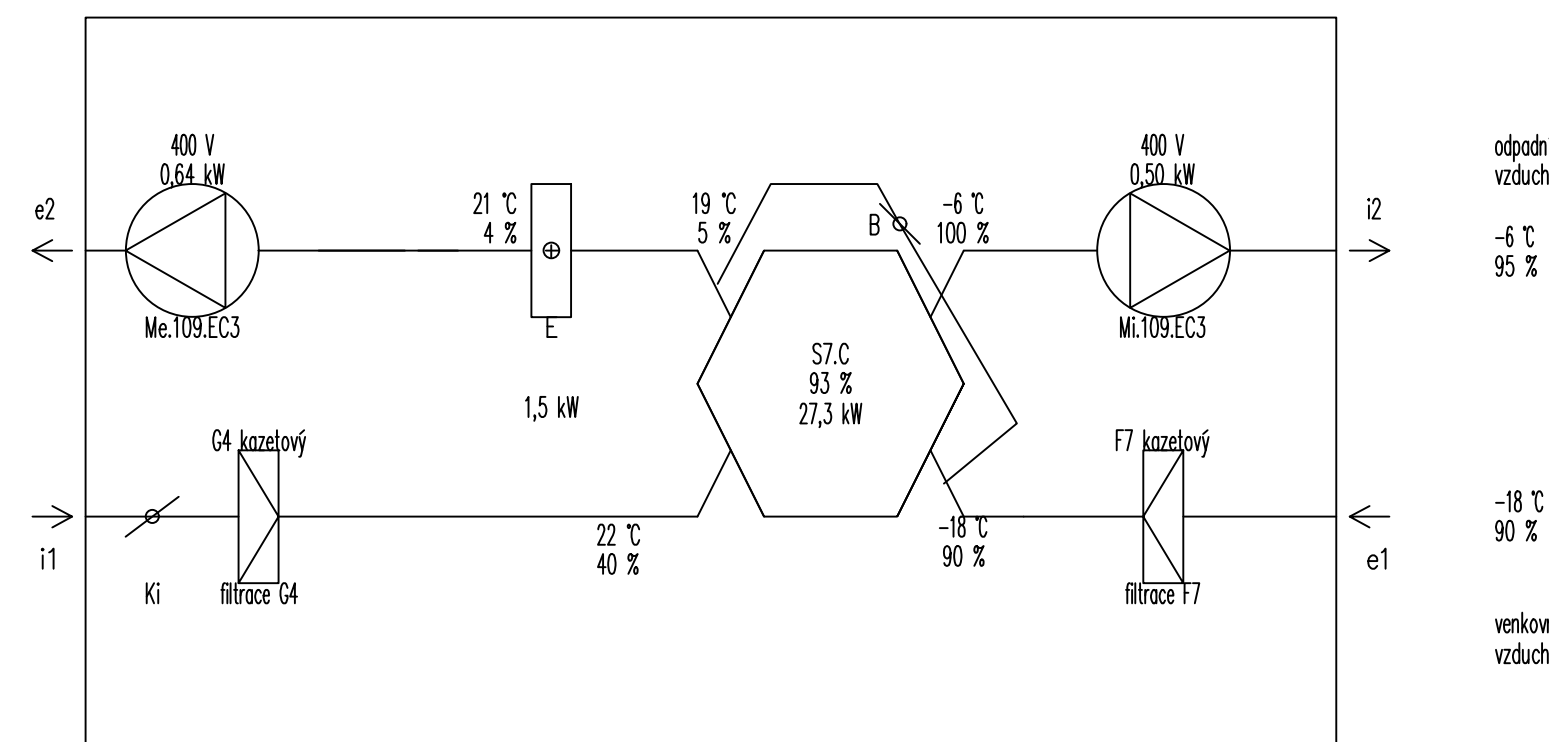 400 V
0,64 kW
e2
Me.109.EC3
21 °C
4 %
E
1,5 kW
19 °C
5 %
B
-6 °C
100 %
400 V
0,50 kW
Mi.109.EC3
i2
odpadn
vzduch
-6 °C
95 %
S7.C
93 %
27,3 kW
G4 kazetový
filtrace G4
i1
Ki
22 °C
40 %
-18 °C
90 %
F7 kazetový
filtrace F7
e1
-18 °C
90 %
venkov
vzduch